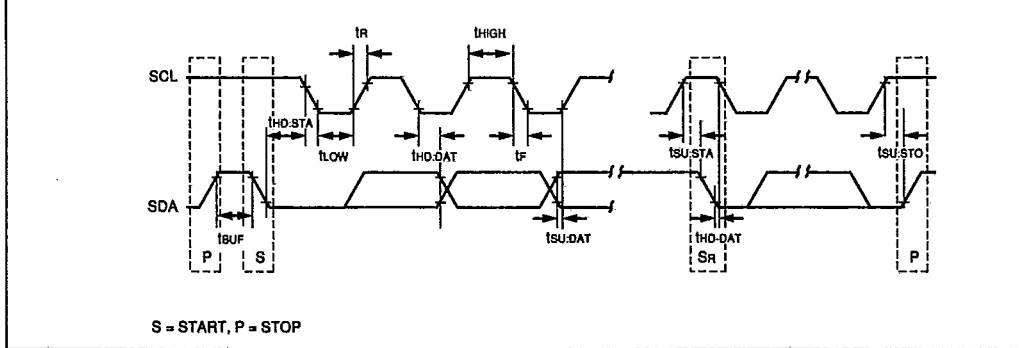 tR
tHIGH
SCL
tHD:STA
tLOW
tHD:DAT
tF
tSU:STA
tSU:STO
SDA
tBUF
tSU:DAT
tHD-DAT
P
S
SR
P
S = START, P = STOP